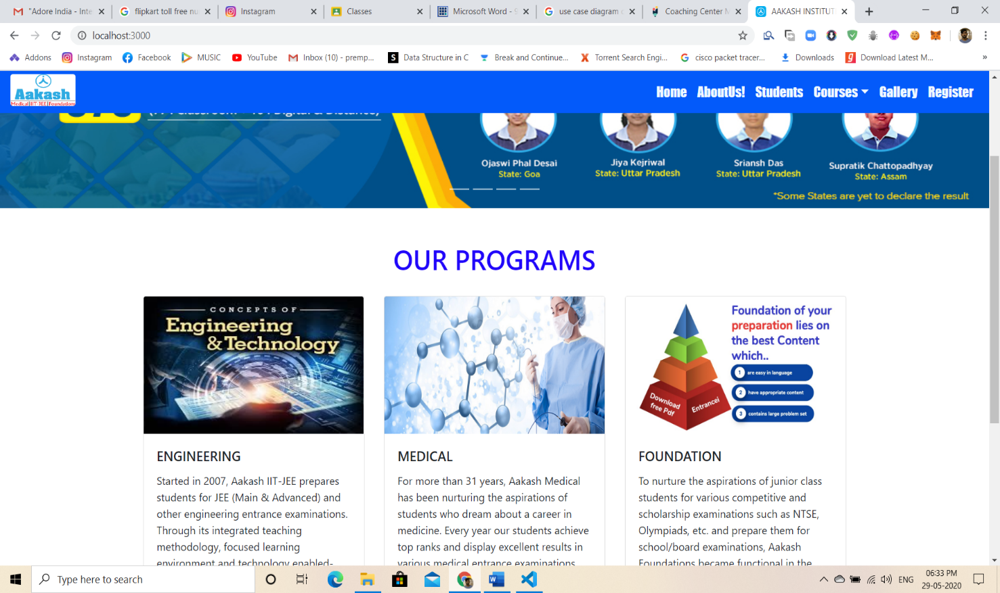 "Adore India - Inte
flipkart toll free nu
Instagram
Classes
Microsoft Word - S
use case diagram
Coaching Center M
AAKASH INSTITUT
localhost:3000
Addons
Instagram
Facebook
MUSIC
YouTube
Inbox (10) - premp...
S
Data Structure in C
Break and Continue...
Torrent Search Engi...
cisco packet tracer...
Downloads
Download Latest M...
»
Aakash
Medical|IIT-JEE|Foundations
Home
AboutUs!
Students
Courses
Gallery
Register
Ojaswi Phal Desai
State: Goa
Jiya Kejriwal
State: Uttar Pradesh
Sriansh Das
State: Uttar Pradesh
Supratik Chattopadhyay
State: Assam
*Some States are yet to declare the result
OUR PROGRAMS
CONCEPTS OF
Engineering
& Technology
Foundation of your
preparation lies on
the best Content
which..
1 are easy in language
2 have appropriate content
3 contains large problem set
Download
free Pdf
Entrancei
ENGINEERING
Started in 2007, Aakash IIT-JEE prepares
students for JEE (Main & Advanced) and
other engineering entrance examinations.
Through its integrated teaching
methodology, focused learning
environment and technology enabled-
MEDICAL
For more than 31 years, Aakash Medical
has been nurturing the aspirations of
students who dream about a career in
medicine. Every year our students achieve
top ranks and display excellent results in
various medical entrance examinations
FOUNDATION
To nurture the aspirations of junior class
students for various competitive and
scholarship examinations such as NTSE,
Olympiads, etc. and prepare them for
school/board examinations, Aakash
Foundations became functional in the
Type here to search
ENG
06:33 PM
29-05-2020